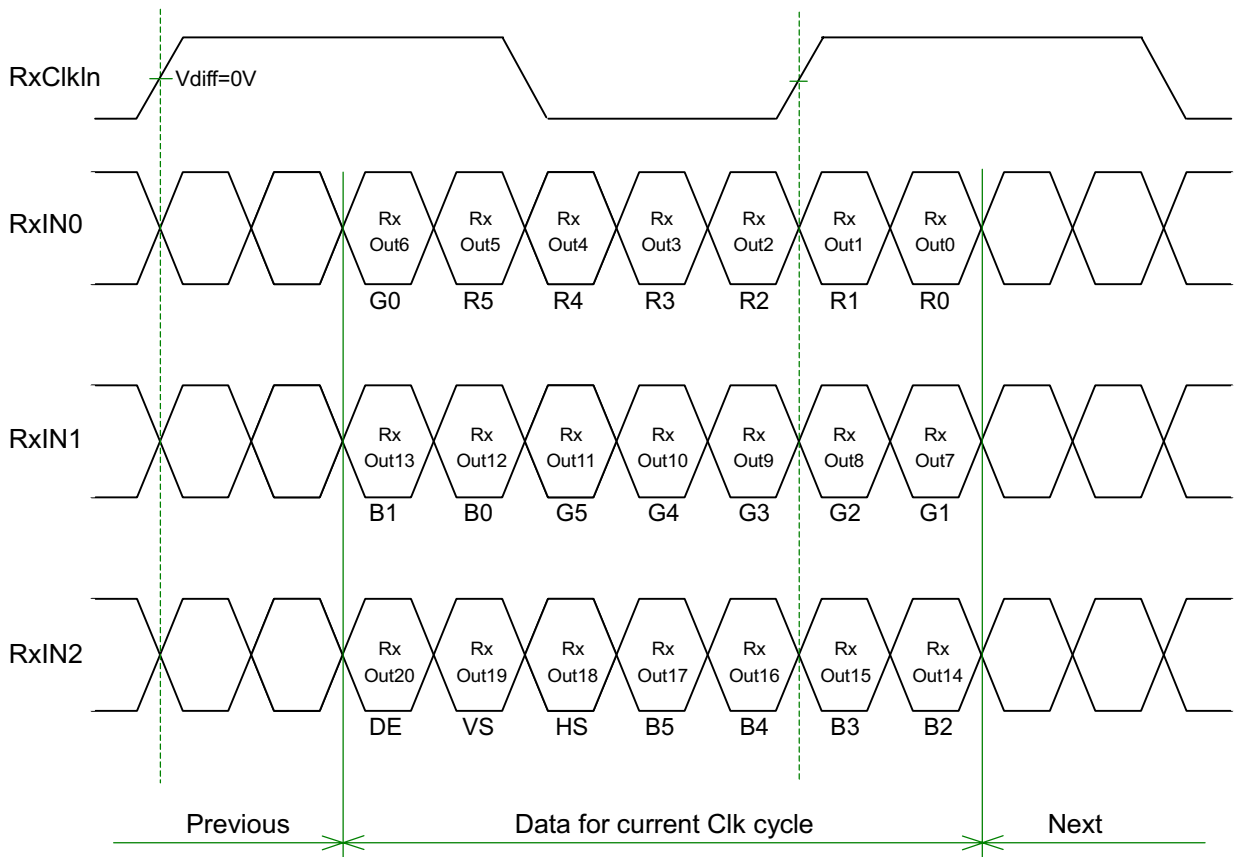 RxClkIn
Vdiff=0V
RxIN0
Rx Rx Rx Rx Rx Rx Rx
Out6 Out5 Out4 Out3 Out2 Out1 Out0
G0 R5 R4 R3 R2 R1 R0
RxIN1
Rx Rx Rx Rx Rx Rx Rx
Out13 Out12 Out11 Out10 Out9 Out8 Out7
B1 B0 G5 G4 G3 G2 G1
RxIN2
Rx Rx Rx Rx Rx Rx Rx
Out20 Out19 Out18 Out17 Out16 Out15 Out14
DE VS HS B5 B4 B3 B2
Previous Data for current Clk cycle Next